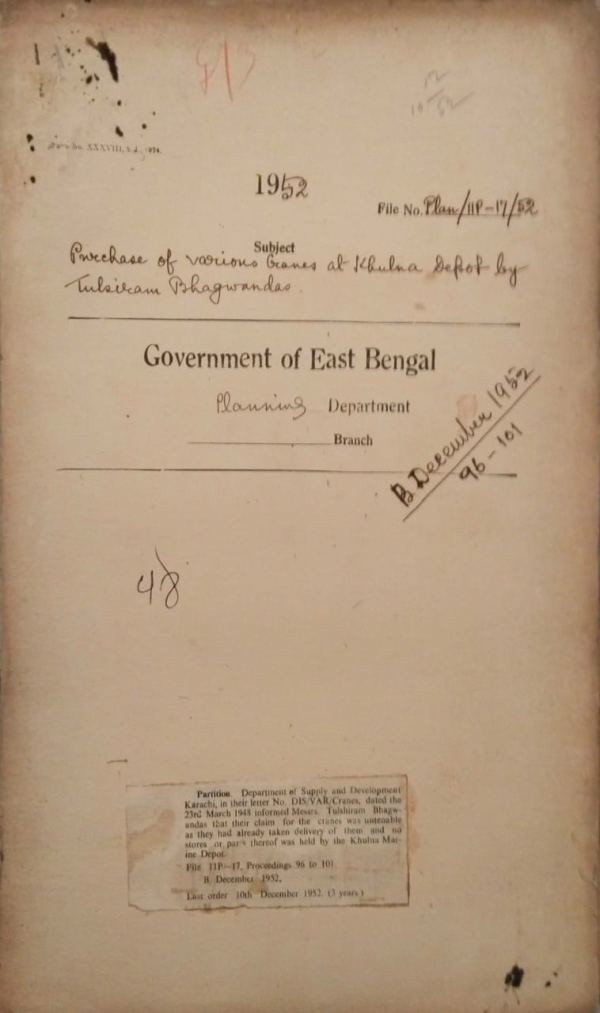 1952
File No. Plan/11P-17/52
Subject
Purchase of various Cranes at Khulna Depot by
Tulsiram Bhagwandas.
Government of East Bengal
Planning Department
Branch
B. December 1952
96-101
48
Partition. Department of Supply and Development
Karachi, in their letter No. DIS/VAR/Cranes, dated the
23rd March 1948 informed Messrs. Tulshiram Bhagw-
andas that their claim for the cranes was untenable
as they had already taken delivery of them and no
stores or parts thereof was held by the Khulna Mar-
ine Depot.
File 11P—17, Proceedings 96 to 101
B. December 1952.
Last order 10th December 1952. (3 years.)